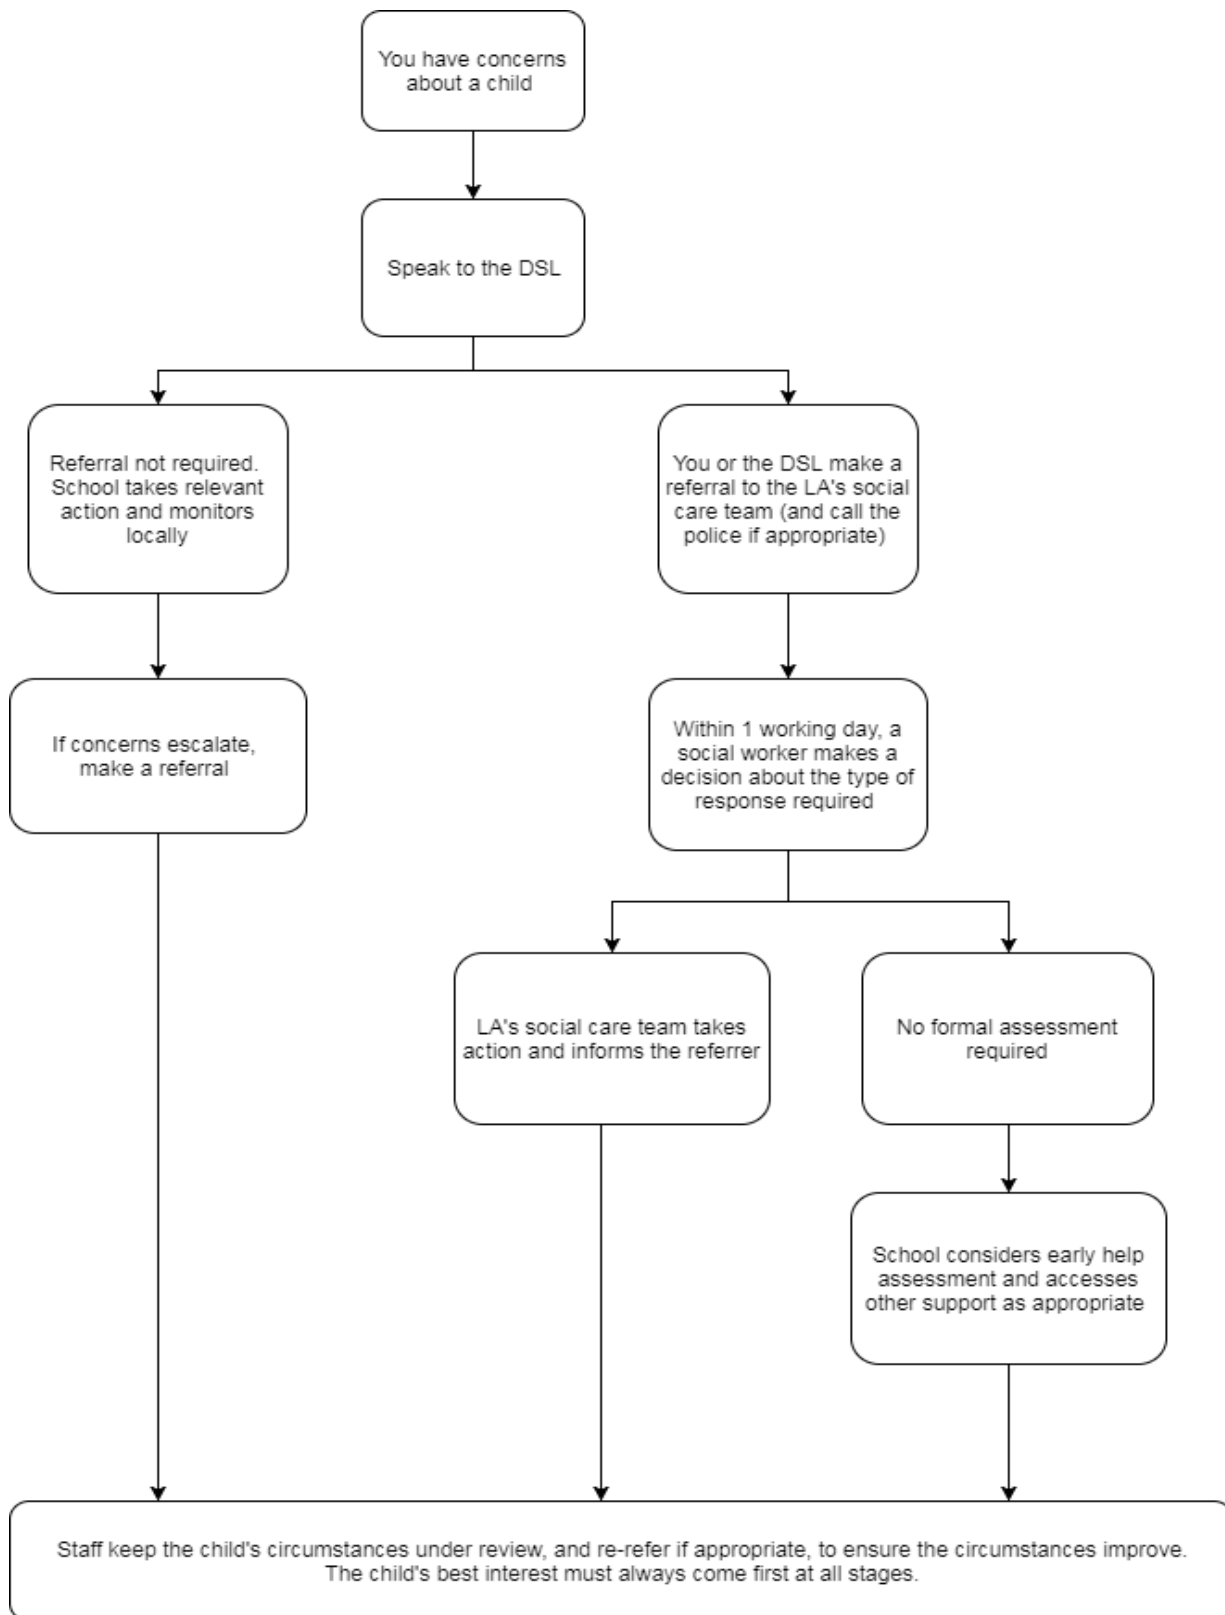 You have concerns
about a child
Speak to the DSL
Referral not required.
School takes relevant
action and monitors
locally
You or the DSL make a
referral to the LA's social
care team (and call the
police if appropriate)
If concerns escalate,
make a referral
Within 1 working day, a
social worker makes a
decision about the type of
response required
LA's social care team takes
action and informs the referrer
No formal assessment
required
School considers early help
assessment and accesses
other support as appropriate
Staff keep the child's circumstances under review, and re-refer if appropriate, to ensure the circumstances improve.
The child's best interest must always come first at all stages.